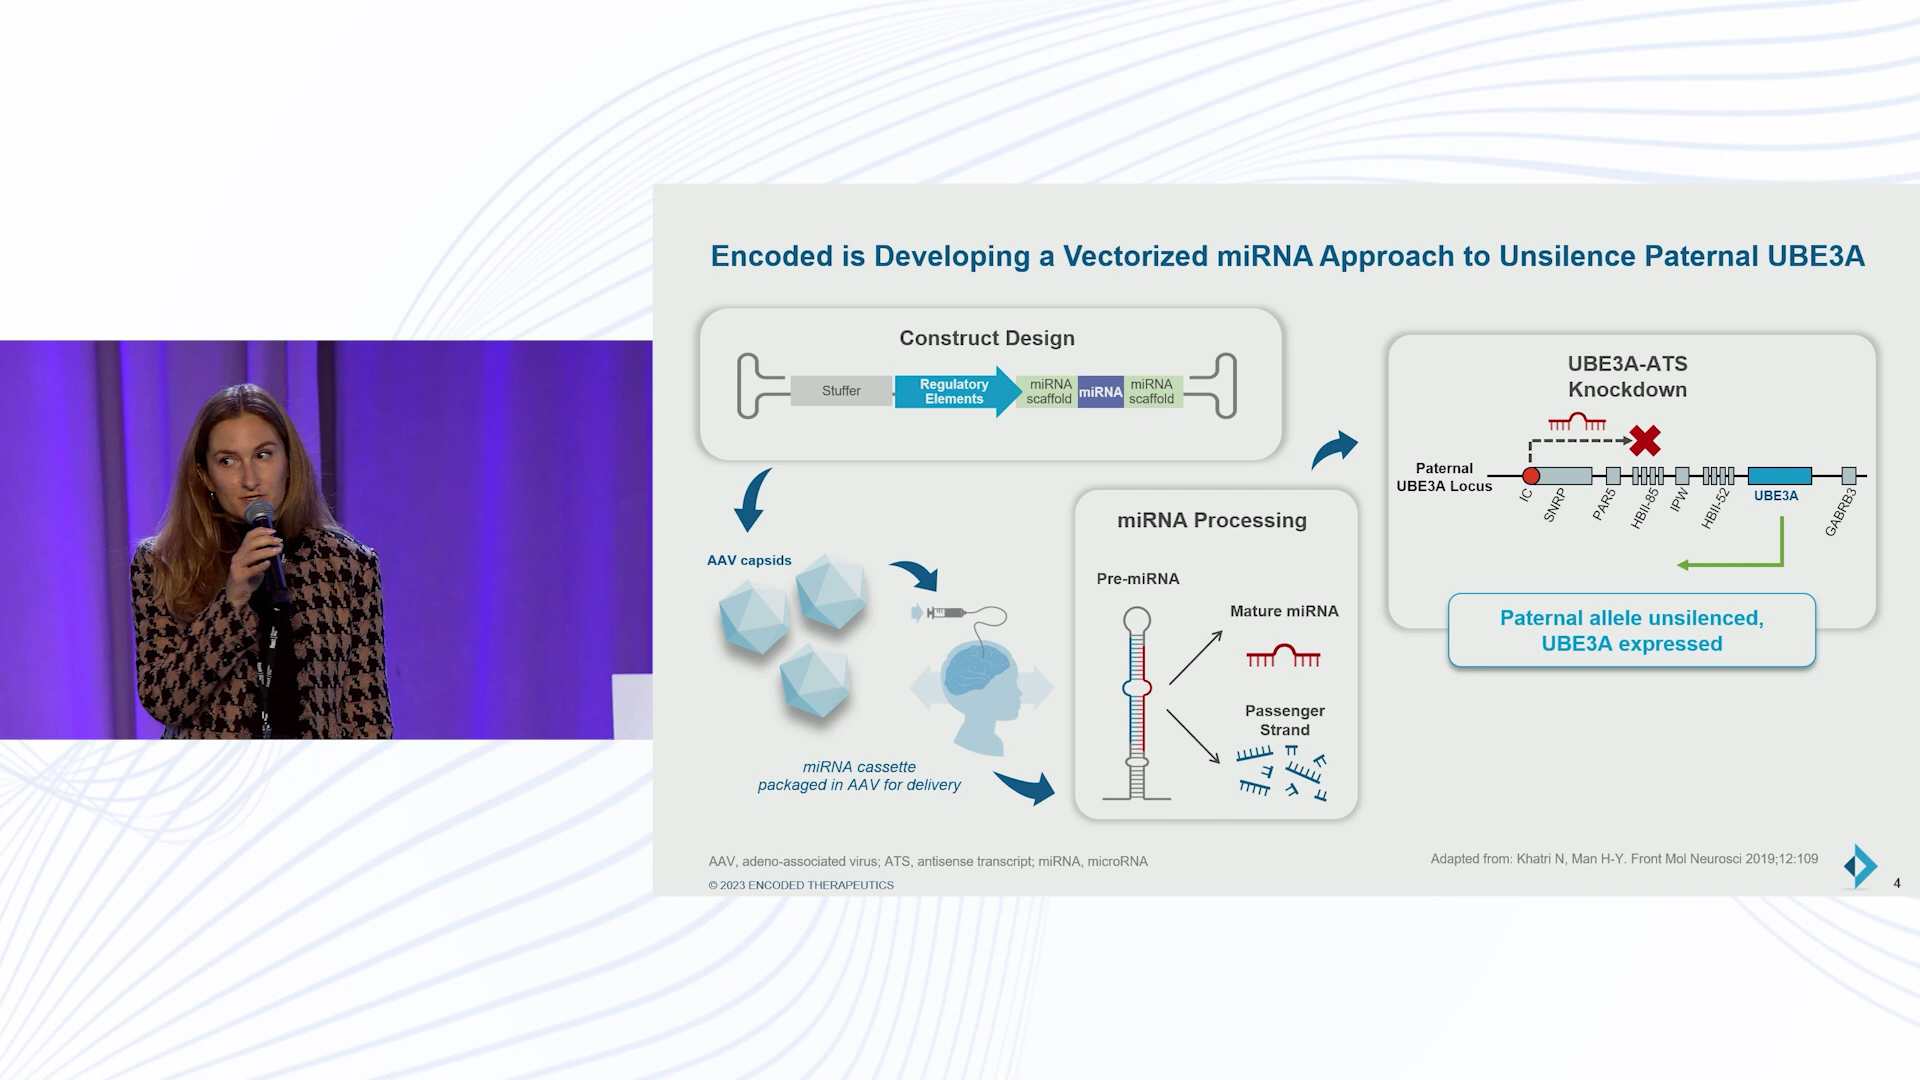 Encoded is Developing a Vectorized miRNA Approach to Unsilence Paternal UBE3A
Construct Design
Stuffer
Regulatory
Elements
miRNA
scaffold
miRNA
miRNA
scaffold
AAV capsids
miRNA cassette
packaged in AAV for delivery
miRNA Processing
Pre-miRNA
Mature miRNA
Passenger
Strand
UBE3A-ATS
Knockdown
Paternal
UBE3A Locus
IC
SNRP
PAR5
HBII-85
IPW
HBII-52
UBE3A
GABRB3
Paternal allele unsilenced,
UBE3A expressed
AAV, adeno-associated virus; ATS, antisense transcript; miRNA, microRNA
Adapted from: Khatri N, Man H-Y. Front Mol Neurosci 2019;12:109
© 2023 ENCODED THERAPEUTICS
4